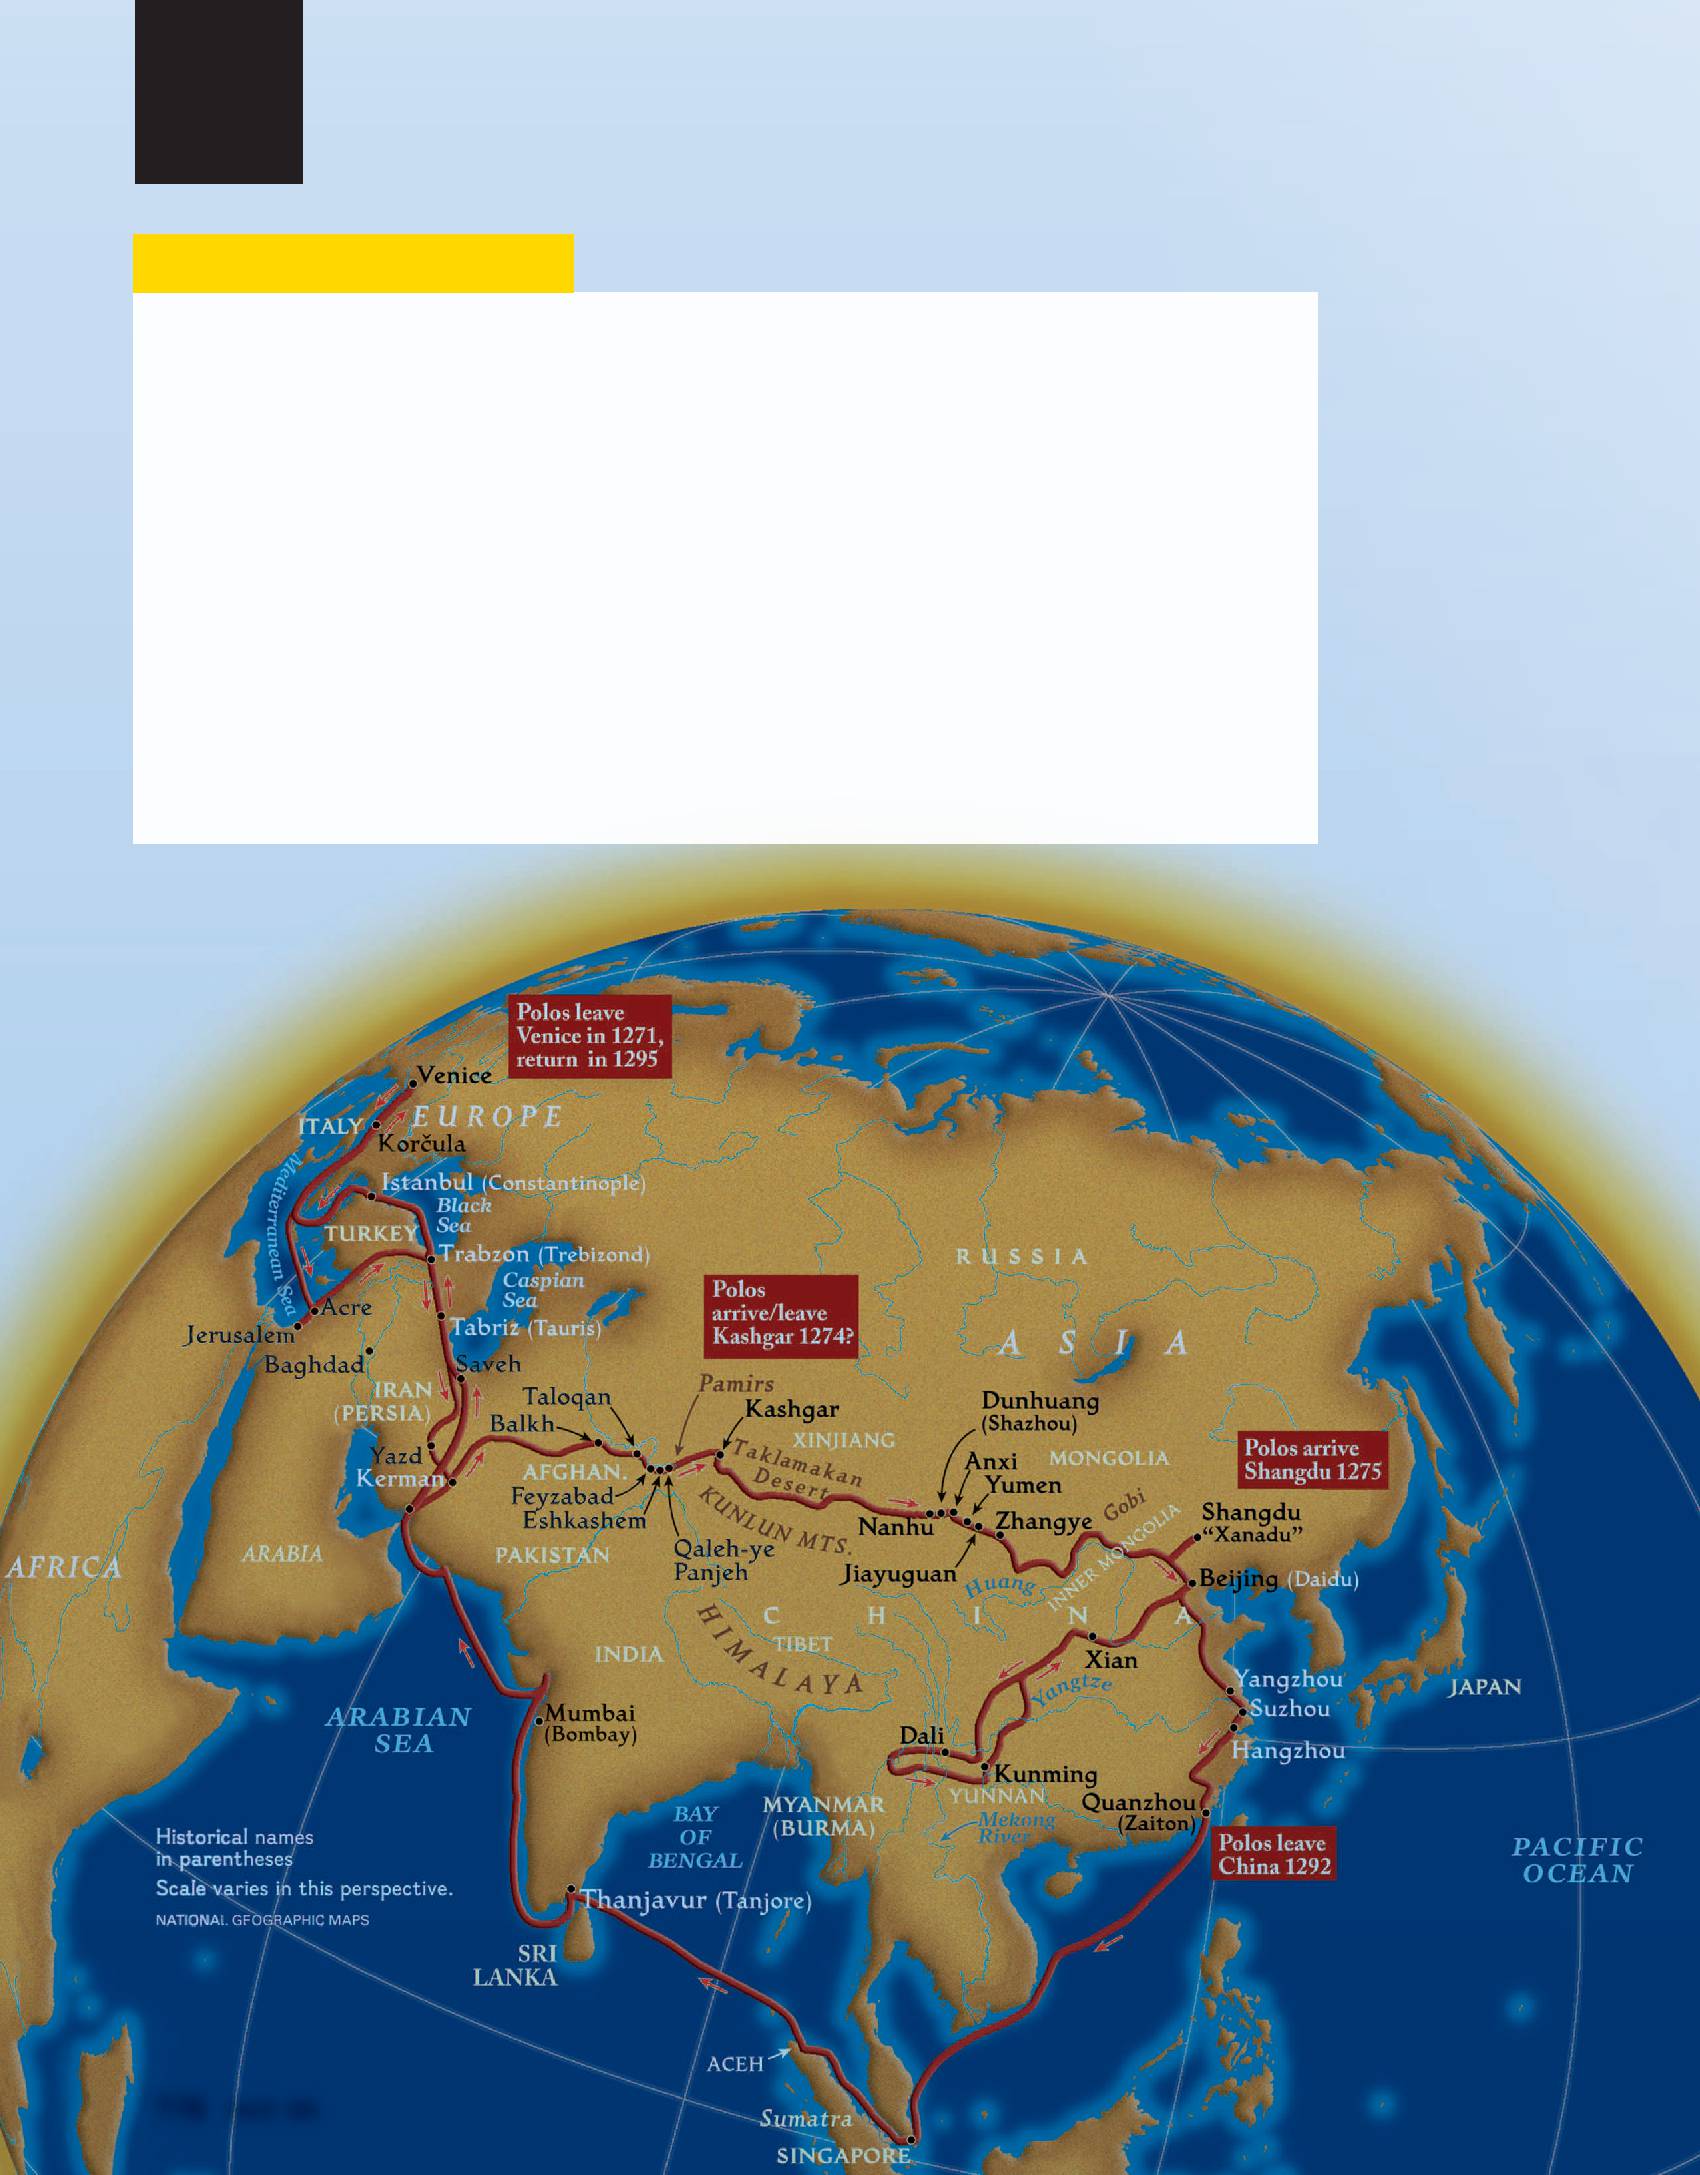 Polos leave
Venice in 1271,
return in 1295
Venice
EUROPE
ITALY
Korčula
Mediterranean Sea
Istanbul (Constantinople)
Black
Sea
TURKEY
Trabzon (Trebizond)
Caspian
Sea
RUSSIA
Polos
arrive/leave
Kashgar 1274?
Acre
Jerusalem
Tabriz (Tauris)
ASIA
Baghdad
Saveh
IRAN
(PERSIA)
Taloqan
Pamirs
Balkh
Kashgar
Dunhuang
(Shazhou)
XINJIANG
Yazd
Kerman
AFGHAN.
Taklamakan
Desert
Anxi
MONGOLIA
Polos arrive
Shangdu 1275
Feyzabad
Yumen
Eshkashem
KUNLUN MTS.
Nanhu
Zhangye
Gobi
Shangdu
“Xanadu”
ARABIA
PAKISTAN
Qaleh-ye
Panjeh
Jiayuguan
Huang
INNER MONGOLIA
Beijing (Daidu)
AFRICA
CHINA
HIMALAYA
TIBET
INDIA
Xian
Yangtze
Yangzhou
JAPAN
Suzhou
ARABIAN
SEA
Mumbai
(Bombay)
Dali
Hangzhou
Kunming
YUNNAN
Quanzhou
(Zaiton)
BAY
OF
BENGAL
MYANMAR
(BURMA)
Mekong
River
Polos leave
China 1292
PACIFIC
OCEAN
Historical names
in parentheses
Scale varies in this perspective.
NATIONAL GEOGRAPHIC MAPS
Thanjavur (Tanjore)
SRI
LANKA
ACEH
Sumatra
SINGAPORE